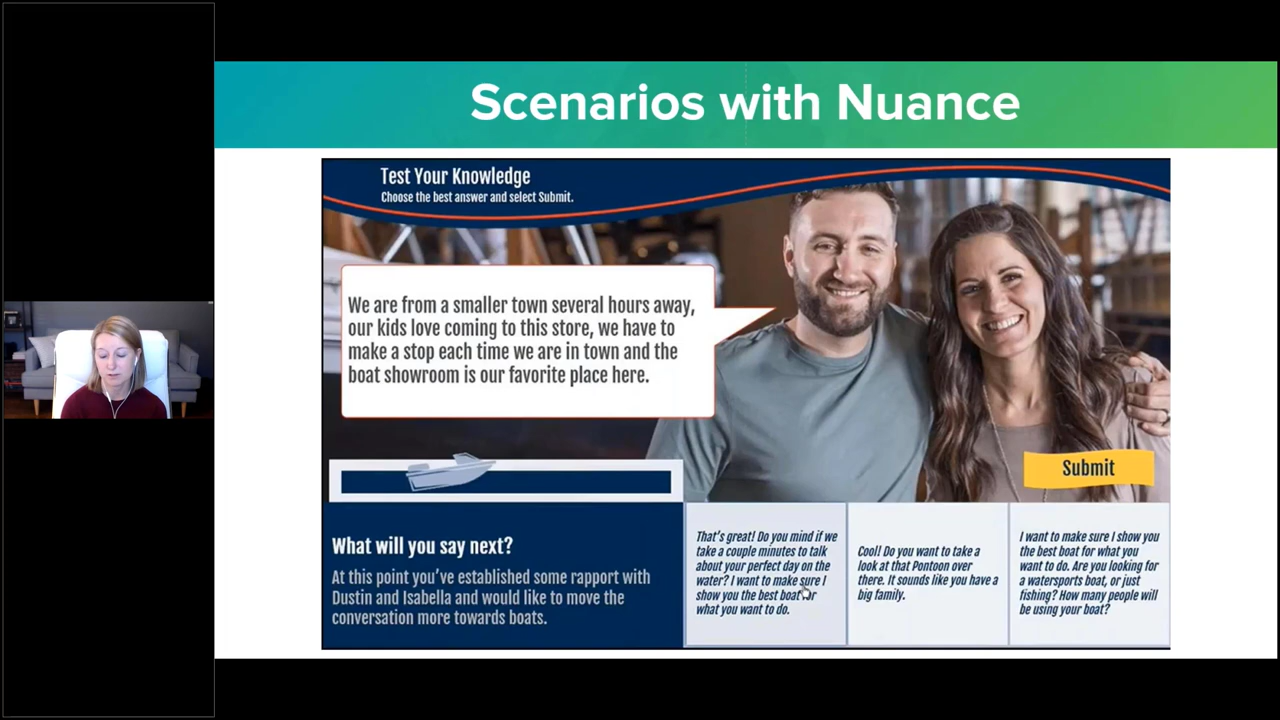 Scenarios with Nuance
Test Your Knowledge
Choose the best answer and select Submit.
We are from a smaller town several hours away,
our kids love coming to this store, we have to
make a stop each time we are in town and the
boat showroom is our favorite place here.
Submit
What will you say next?
At this point you've established some rapport with
Dustin and Isabella and would like to move the
conversation more towards boats.
That's great! Do you mind if we
take a couple minutes to talk
about your perfect day on the
water? I want to make sure I
show you the best boat for
what you want to do.
Cool! Do you want to take a
look at that Pontoon over
there. It sounds like you have a
big family.
I want to make sure I show you
the best boat for what you
want to do. Are you looking for
a watersports boat, or just
fishing? How many people will
be using your boat?